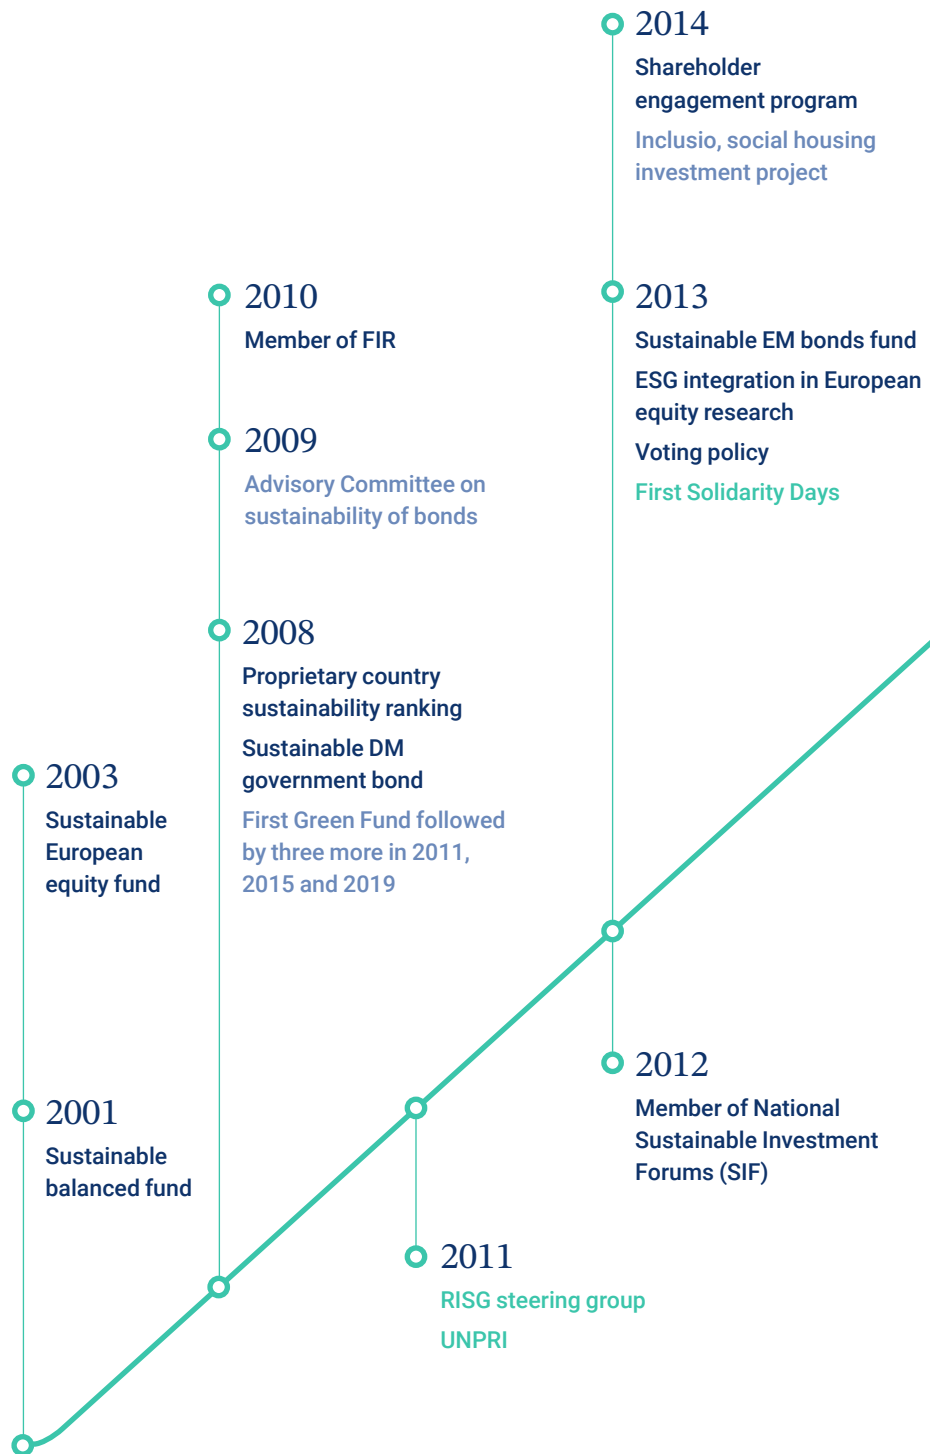 2014
Shareholder
engagement program
Inclusio, social housing
investment project
2010
Member of FIR
2013
Sustainable EM bonds fund
ESG integration in European
equity research
Voting policy
First Solidarity Days
2009
Advisory Committee on
sustainability of bonds
2008
Proprietary country
sustainability ranking
Sustainable DM
government bond
First Green Fund followed
by three more in 2011,
2015 and 2019
2003
Sustainable
European
equity fund
2012
Member of National
Sustainable Investment
Forums (SIF)
2001
Sustainable
balanced fund
2011
RISG steering group
UNPRI